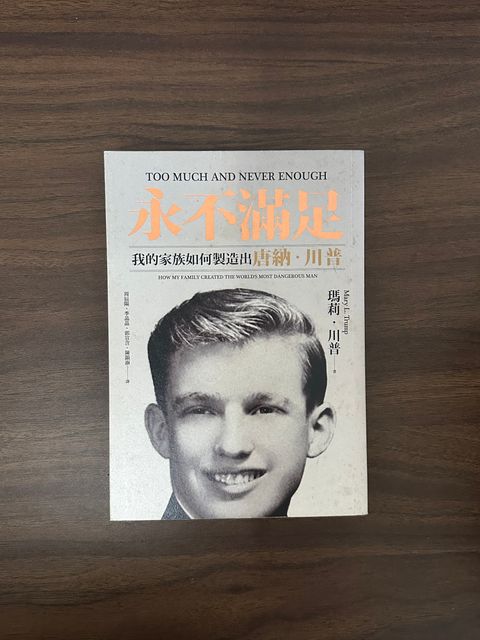 TOO MUCH AND NEVER ENOUGH
永不滿足
我的家族如何製造出唐納·川普
HOW MY FAMILY CREATED THE WORLD'S MOST DANGEROUS MAN
Mary L. Trump
瑪莉·川普
著